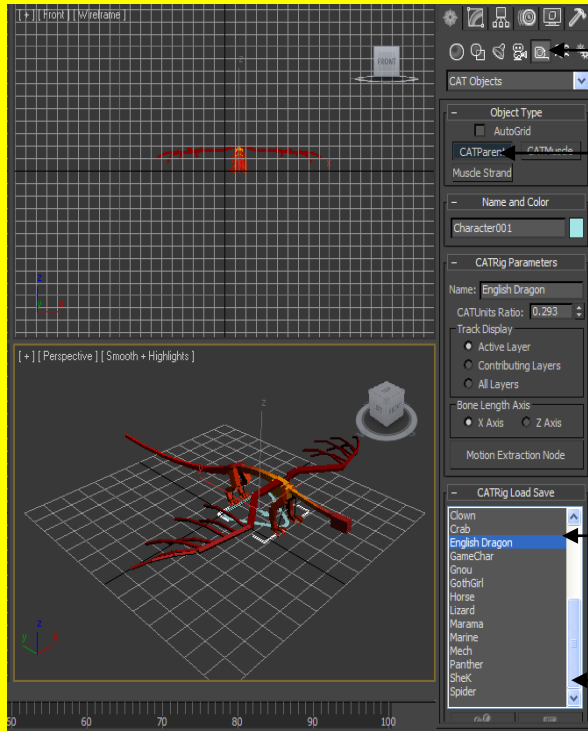 [ + ] [ Front ] [ Wireframe ]
z
FRONT
z
x
y
[ + ] [ Perspective ] [ Smooth + Highlights ]
z
z
y
x
50 60 70 80 90 100
CAT Objects
- Object Type
AutoGrid
CATParent CATMuscle
Muscle Strand
- Name and Color
Character001
- CATRig Parameters
Name: English Dragon
CATUnits Ratio: 0.293
Track Display
Active Layer
Contributing Layers
All Layers
Bone Length Axis
X Axis Z Axis
Motion Extraction Node
- CATRig Load Save
Clown
Crab
English Dragon
GameChar
Gnou
GothGirl
Horse
Lizard
Marama
Marine
Mech
Panther
SheK
Spider